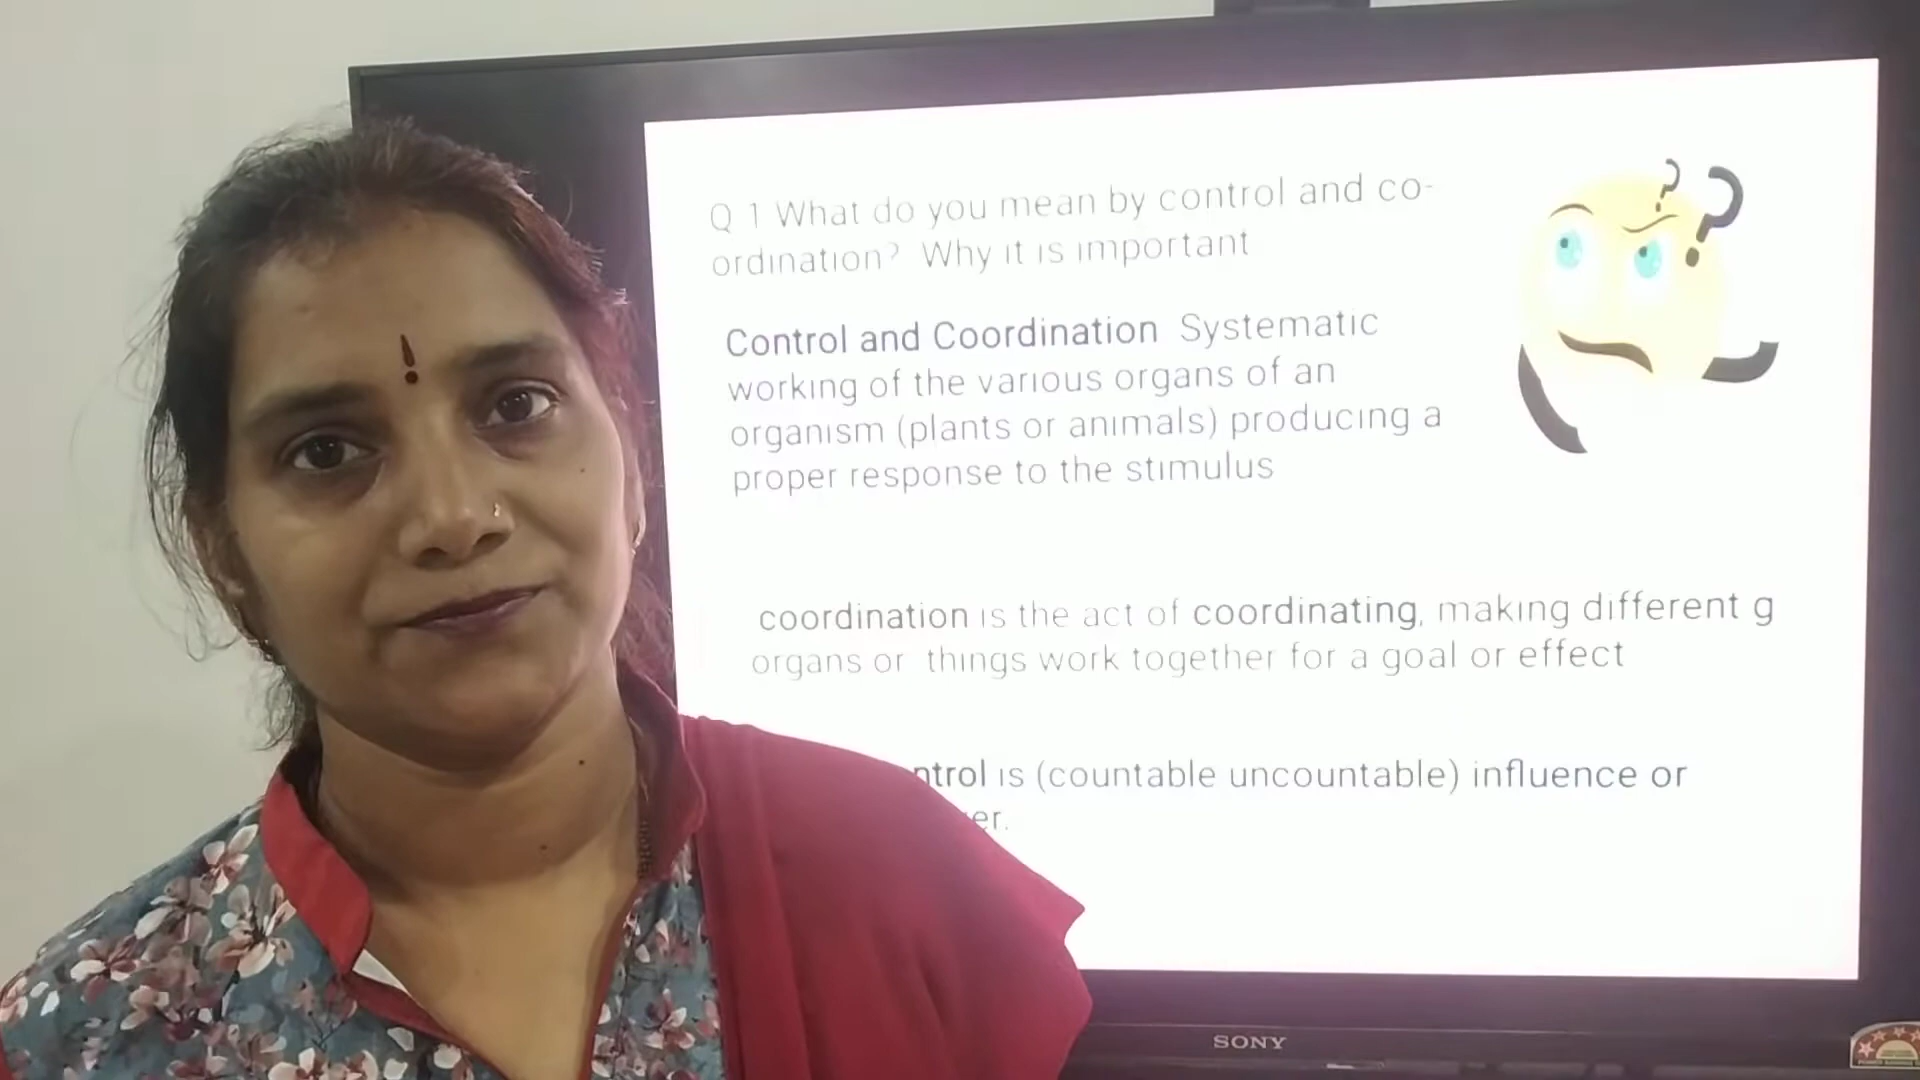 Q 1 What do you mean by control and co-
ordination? Why it is important
Control and Coordination Systematic
working of the various organs of an
organism (plants or animals) producing a
proper response to the stimulus
coordination is the act of coordinating, making different g
organs or things work together for a goal or effect
ntrol is (countable uncountable) influence or
er.
SONY